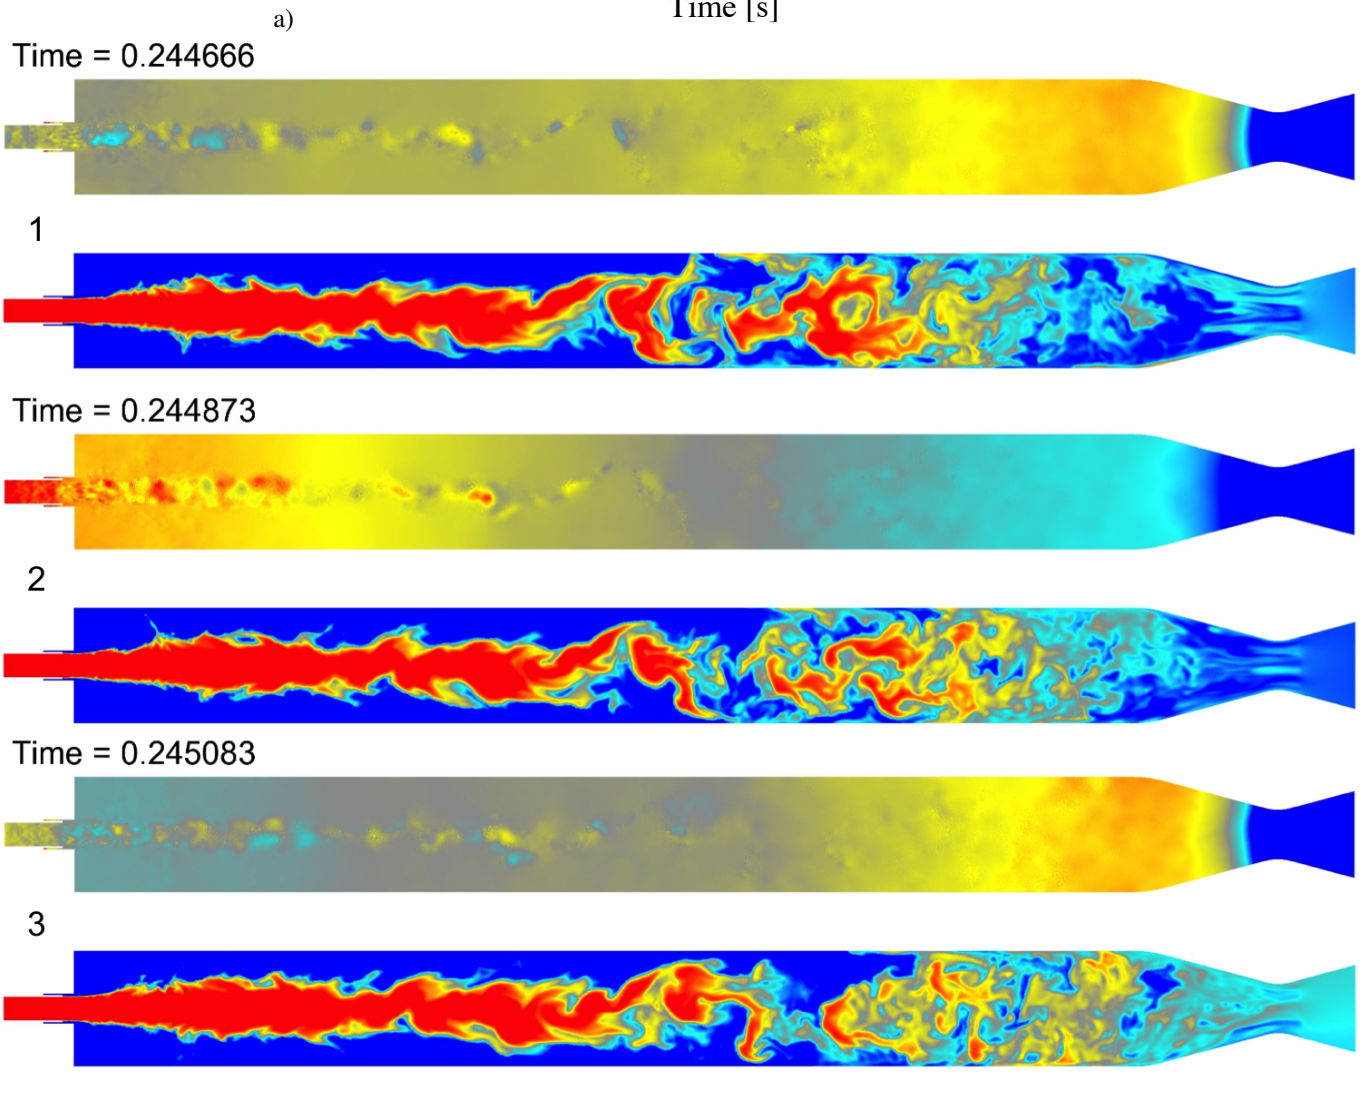 Time [s]
a)
Time = 0.244666
1
Time = 0.244873
2
Time = 0.245083
3